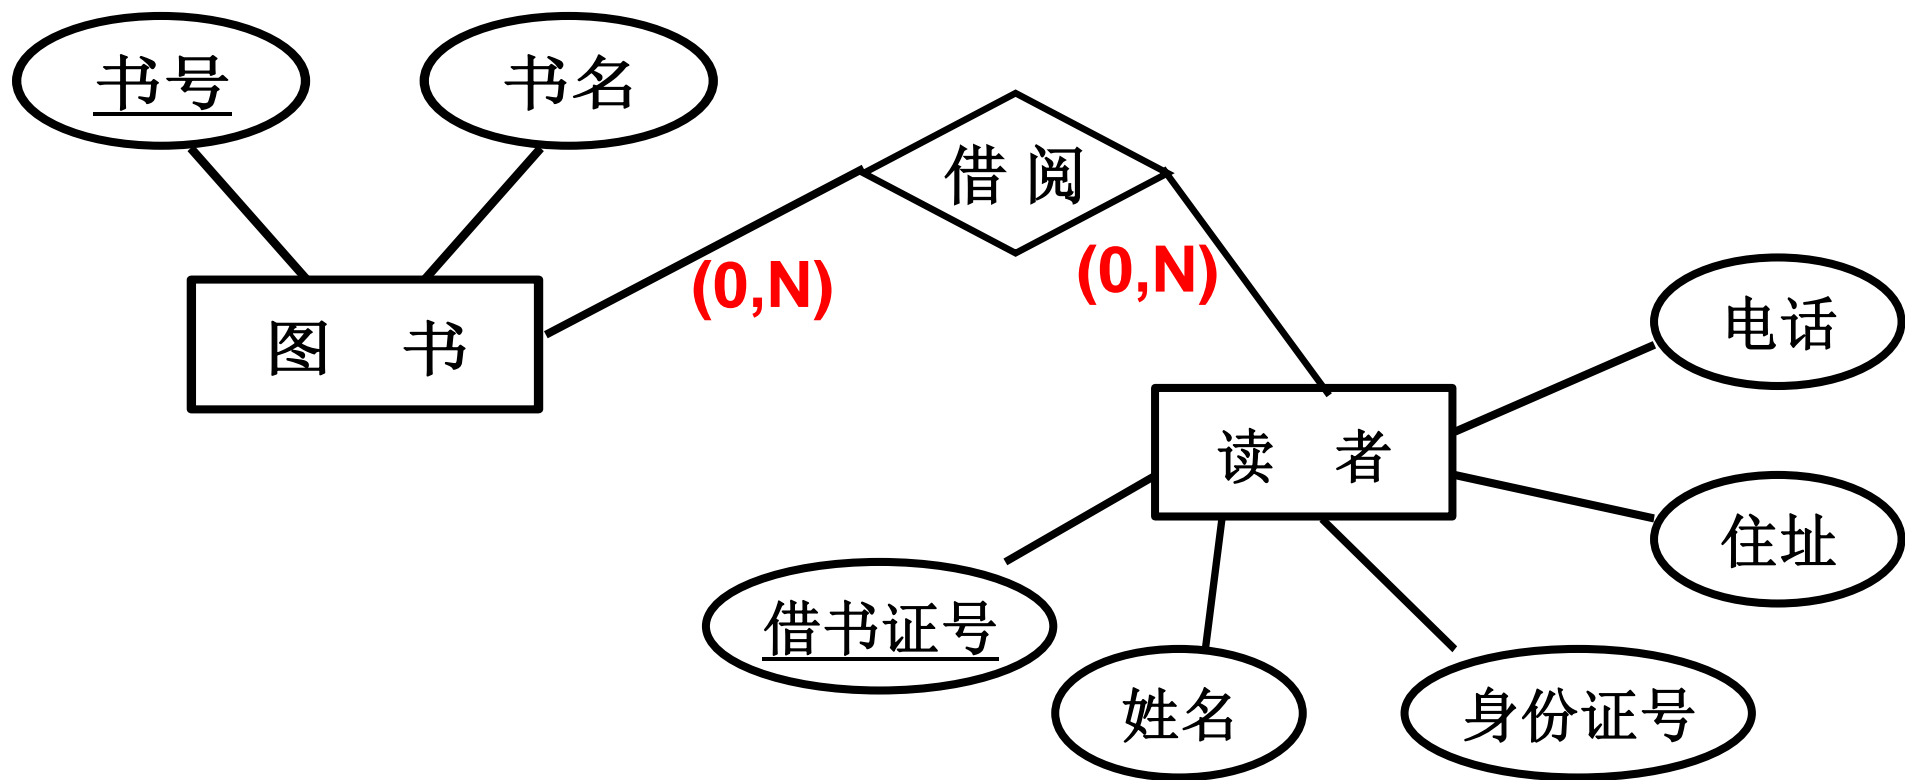 书号
书名
借 阅
(0,N)
(0,N)
图 书
电话
读 者
住址
借书证号
姓名
身份证号